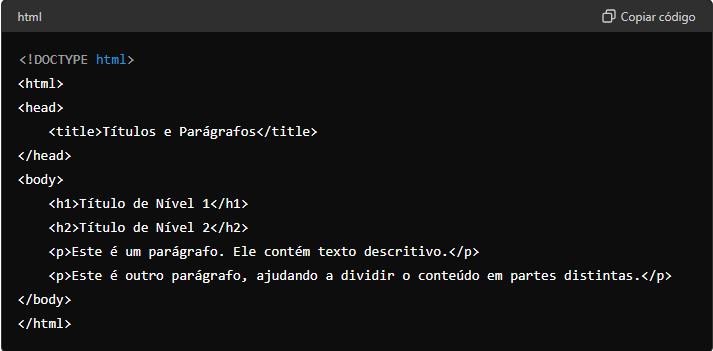 html
Copiar código
<!DOCTYPE html>
<html>
<head>
    <title>Títulos e Parágrafos</title>
</head>
<body>
    <h1>Título de Nível 1</h1>
    <h2>Título de Nível 2</h2>
    <p>Este é um parágrafo. Ele contém texto descritivo.</p>
    <p>Este é outro parágrafo, ajudando a dividir o conteúdo em partes distintas.</p>
</body>
</html>